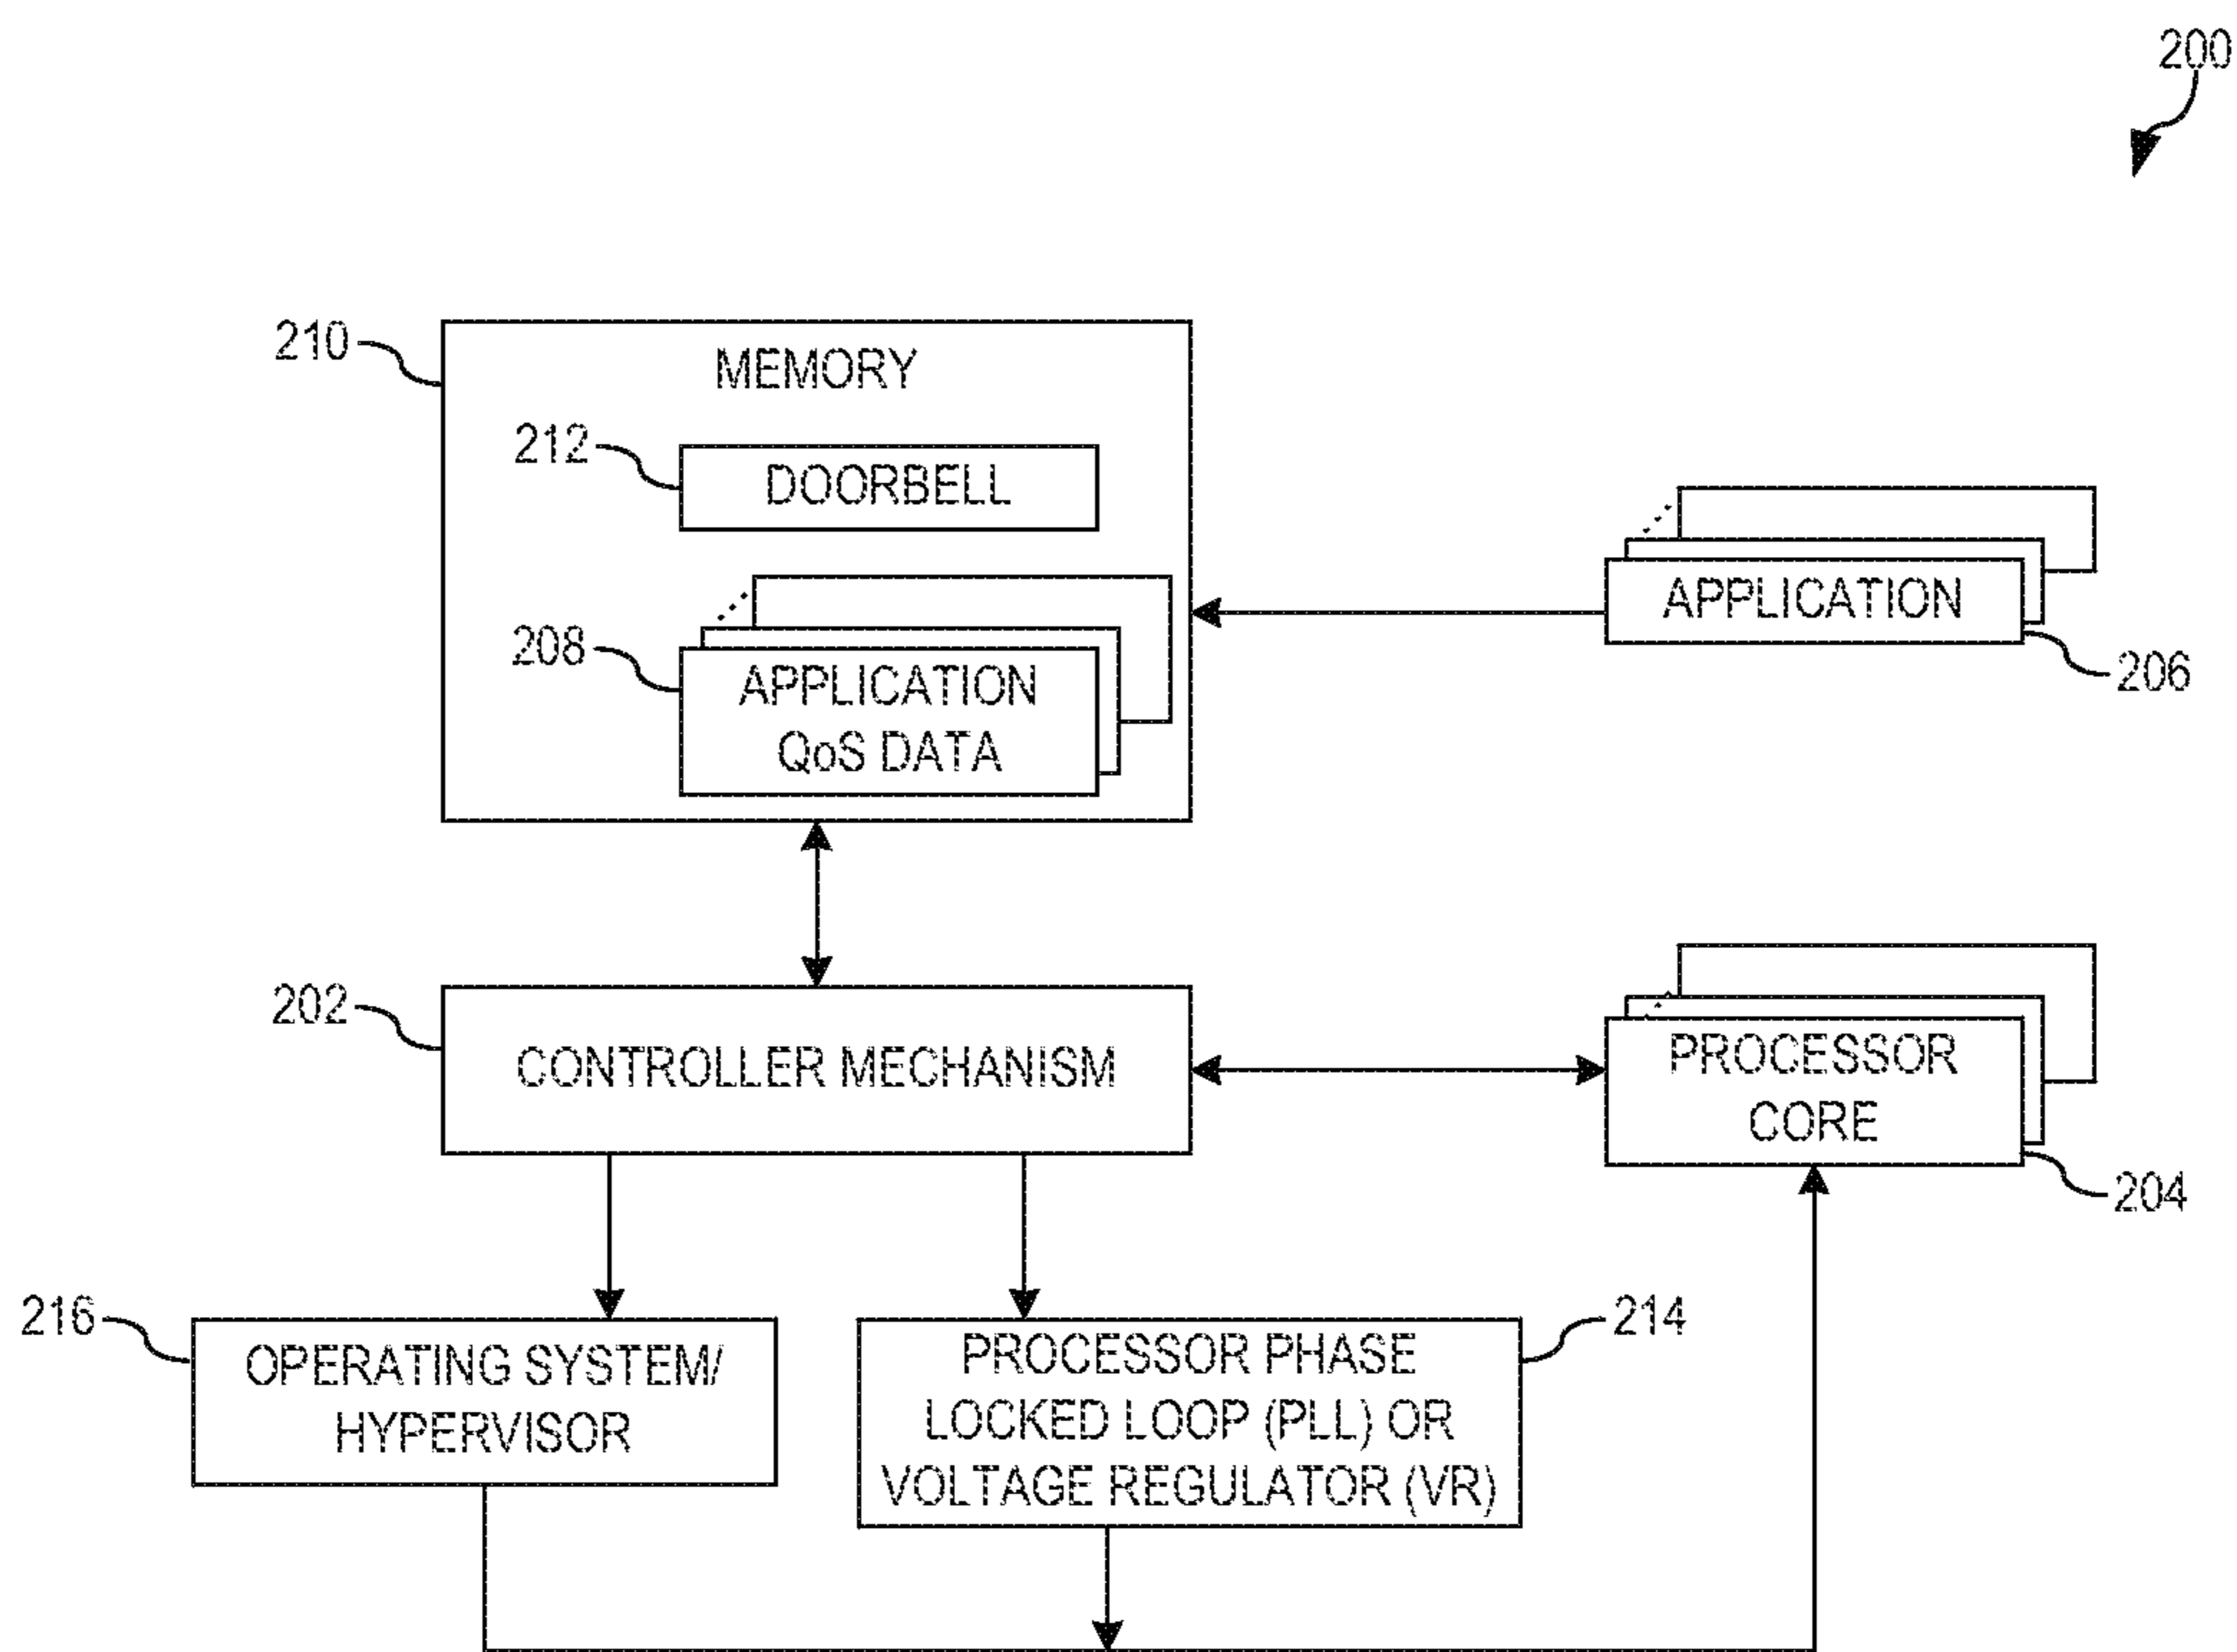 200
210
MEMORY
212
DOORBELL
208
APPLICATION
QoS DATA
APPLICATION
206
202
CONTROLLER MECHANISM
PROCESSOR
CORE
204
216
OPERATING SYSTEM/
HYPERVISOR
PROCESSOR PHASE
LOCKED LOOP (PLL) OR
VOLTAGE REGULATOR (VR)
214